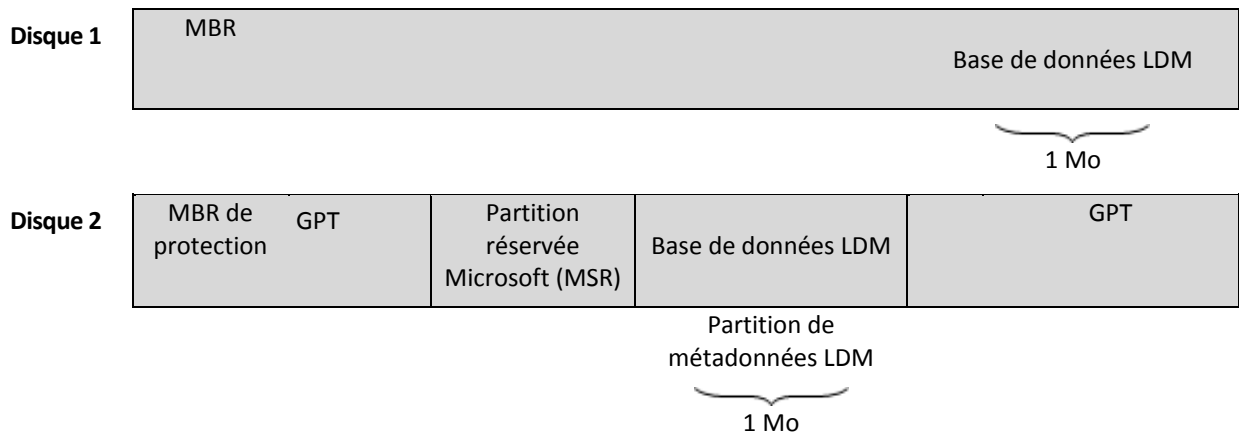 Disque 1
MBR
Base de données LDM
1 Mo
Disque 2
MBR de
protection
GPT
Partition
réservée
Microsoft (MSR)
Base de données LDM
GPT
Partition de
métadonnées LDM
1 Mo